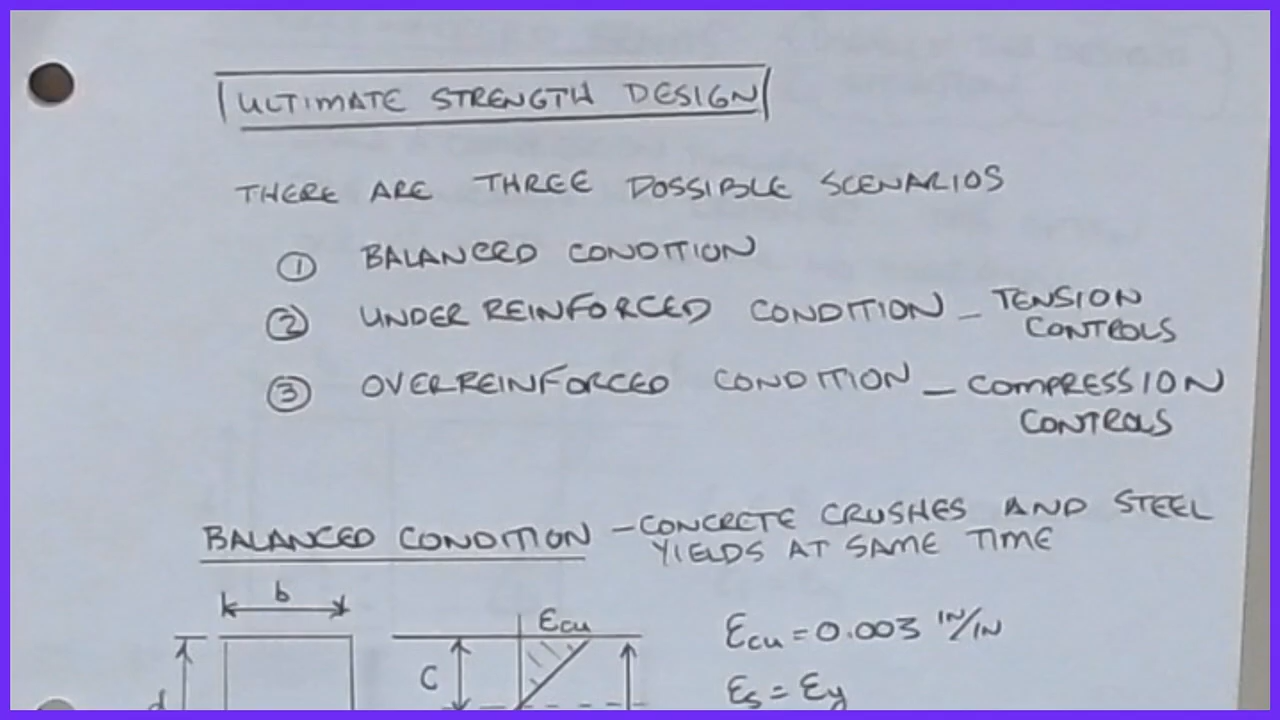 ULTIMATE STRENGTH DESIGN
THERE ARE THREE POSSIBLE SCENARIOS
① BALANCED CONDITION
② UNDER REINFORCED CONDITION - TENSION
CONTROLS
③ OVERREINFORCED CONDITION - COMPRESSION
CONTROLS
BALANCED CONDITION - CONCRETE CRUSHES AND STEEL
YIELDS AT SAME TIME
b
εcu
εcu = 0.003 IN/IN
d
C
εs = εy